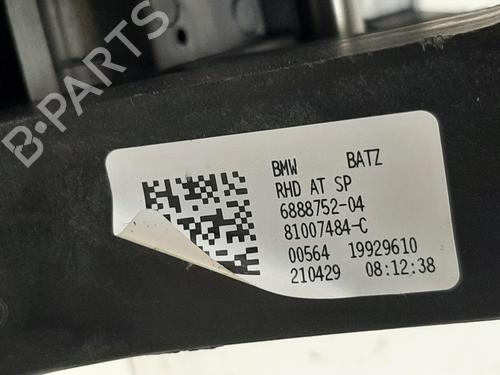 B-PARTS
BMW BATZ
RHD AT SP
6888752-04
81007484-C
00564 19929610
210429 08:12:38